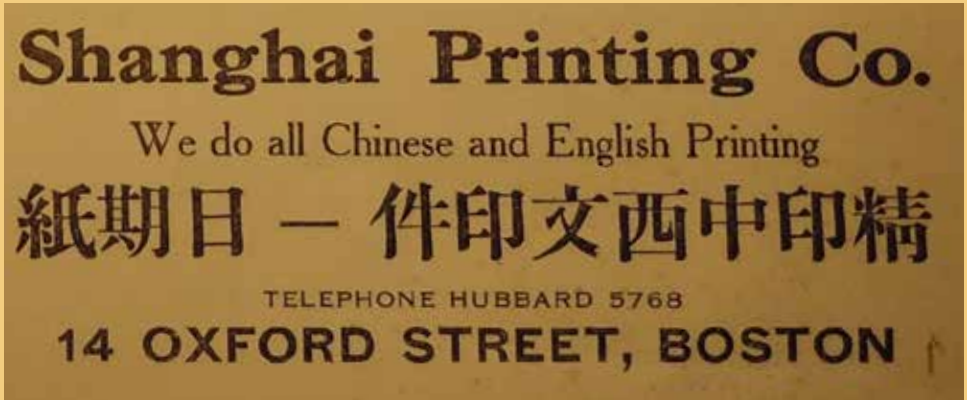 Shanghai Printing Co.
We do all Chinese and English Printing
精印中西文印件 — 日期紙
TELEPHONE HUBBARD 5768
14 OXFORD STREET, BOSTON